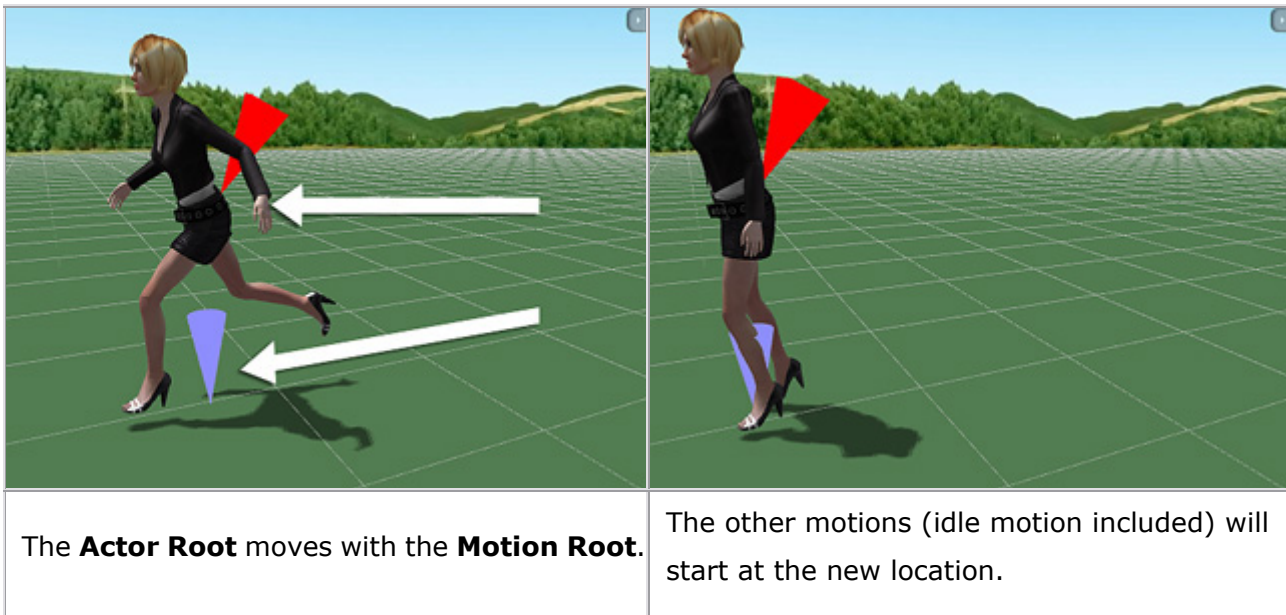 The Actor Root moves with the Motion Root.
The other motions (idle motion included) will
start at the new location.